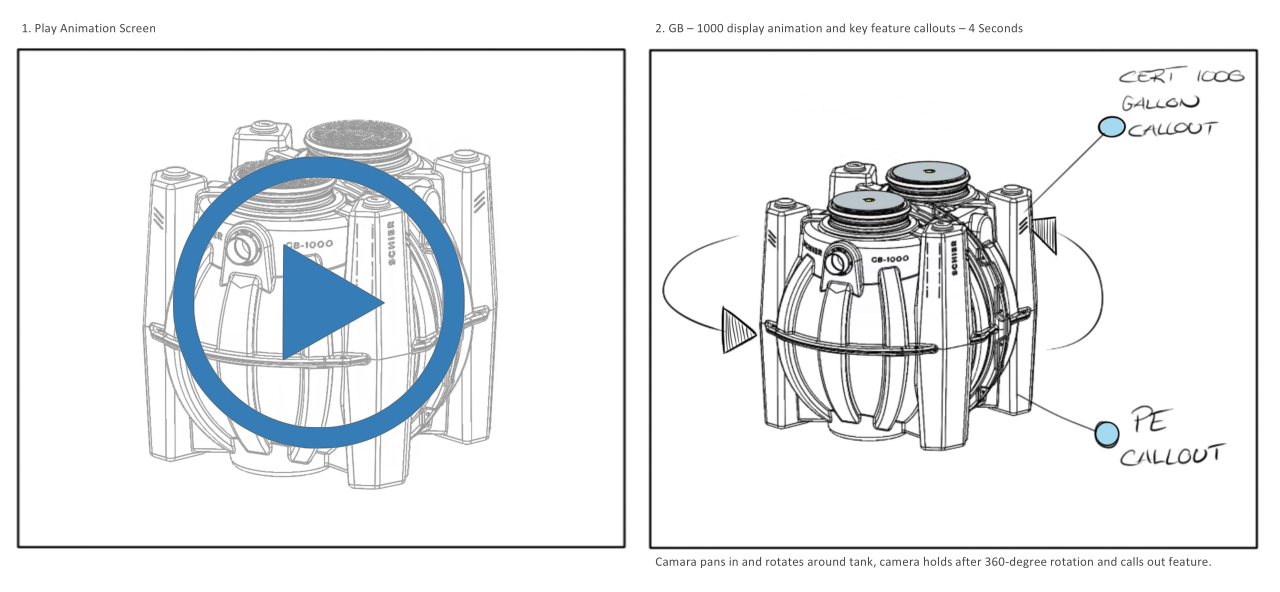 1. Play Animation Screen
2. GB – 1000 display animation and key feature callouts – 4 Seconds
GB-1000
SCHIER
CERT 1000
GALLON
CALLOUT
SCHIER
GB-1000
SCHIER
PE
CALLOUT
Camara pans in and rotates around tank, camera holds after 360-degree rotation and calls out feature.